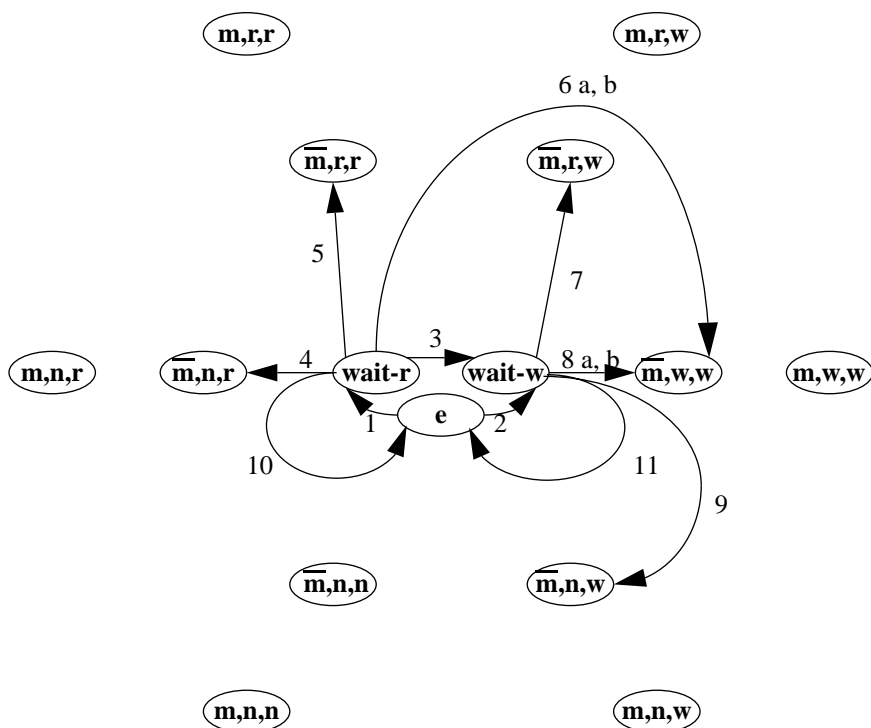 m,r,r
m,r,w
6 a, b
m̅,r,r
m̅,r,w
5
7
3
m,n,r
m̅,n,r
4
wait-r
wait-w
8 a, b
m̅,w,w
m,w,w
1
e
2
10
11
9
m̅,n,n
m̅,n,w
m,n,n
m,n,w